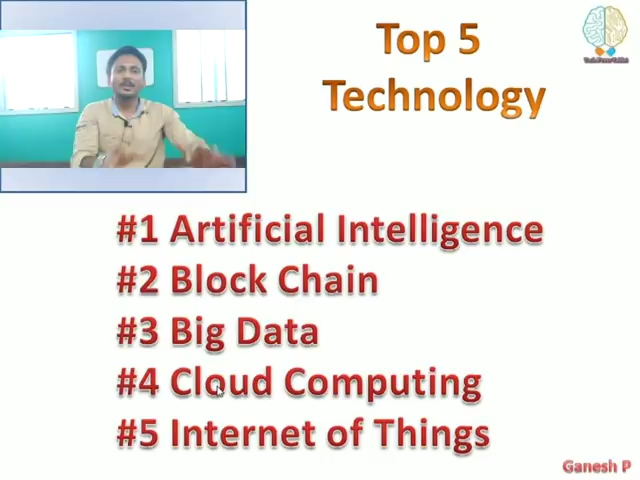 Top 5
Technology
#1 Artificial Intelligence
#2 Block Chain
#3 Big Data
#4 Cloud Computing
#5 Internet of Things
Ganesh P